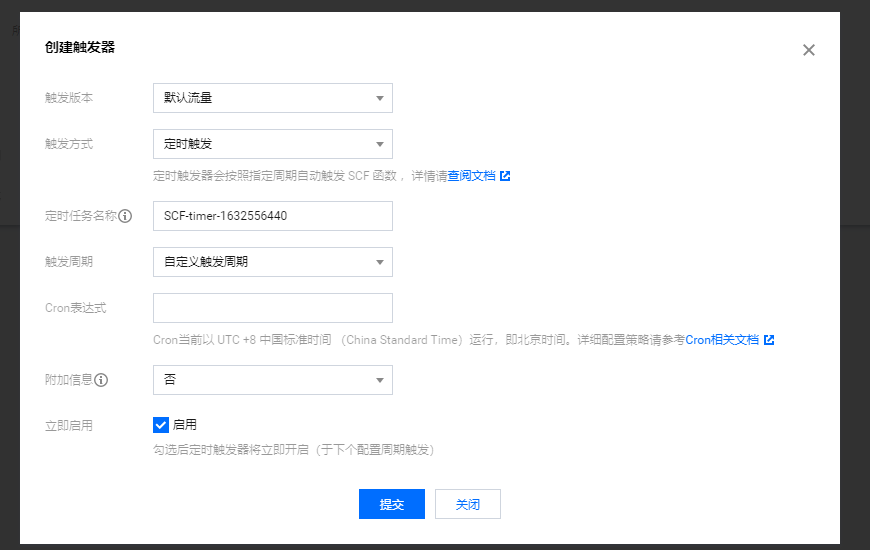 创建触发器
触发版本 默认流量
触发方式 定时触发
定时触发器会按照指定周期自动触发 SCF 函数，详情请查阅文档
定时任务名称 SCF-timer-1632556440
触发周期 自定义触发周期
Cron表达式
Cron当前以 UTC +8 中国标准时间 （China Standard Time）运行，即北京时间。详细配置策略请参考Cron相关文档
附加信息 否
立即启用 启用
勾选后定时触发器将立即开启（于下个配置周期触发）
提交 关闭